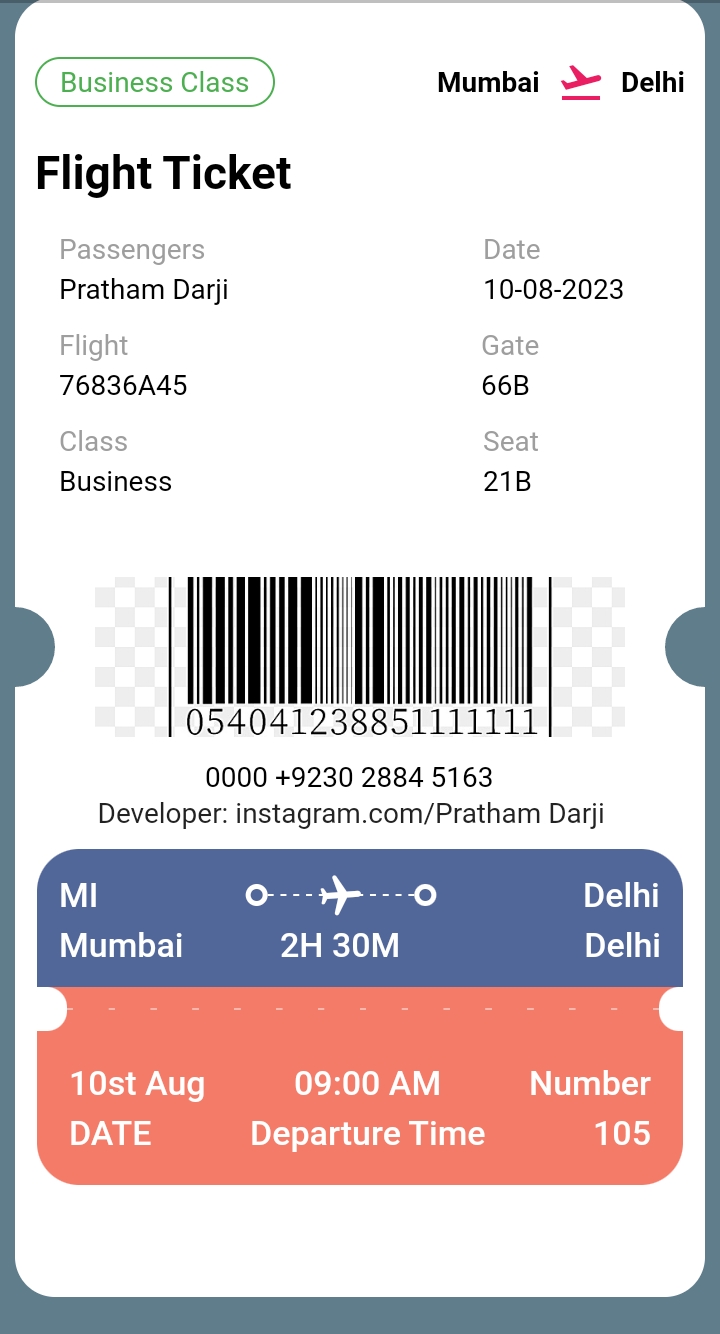 Business Class Mumbai Delhi
Flight Ticket
Passengers Date
Pratham Darji 10-08-2023
Flight Gate
76836A45 66B
Class Seat
Business 21B
054041238851111111
0000 +9230 2884 5163
Developer: instagram.com/Pratham Darji
MI Delhi
Mumbai 2H 30M Delhi
10st Aug 09:00 AM Number
DATE Departure Time 105